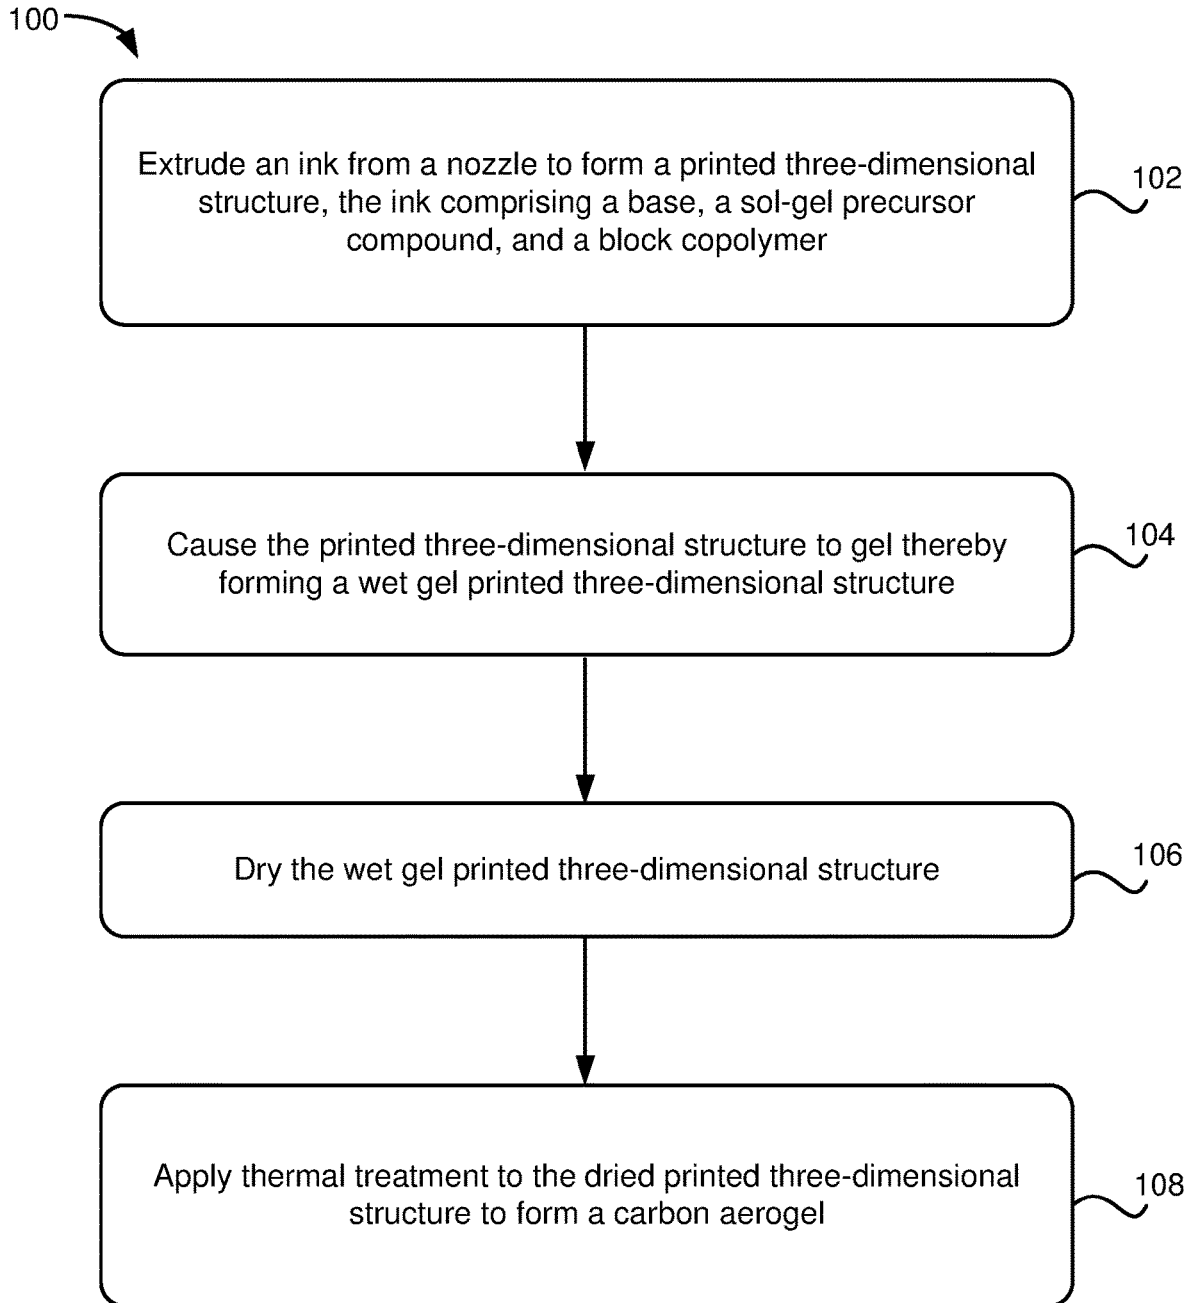 100
Extrude an ink from a nozzle to form a printed three-dimensional
structure, the ink comprising a base, a sol-gel precursor
compound, and a block copolymer
102
Cause the printed three-dimensional structure to gel thereby
forming a wet gel printed three-dimensional structure
104
Dry the wet gel printed three-dimensional structure
106
Apply thermal treatment to the dried printed three-dimensional
structure to form a carbon aerogel
108